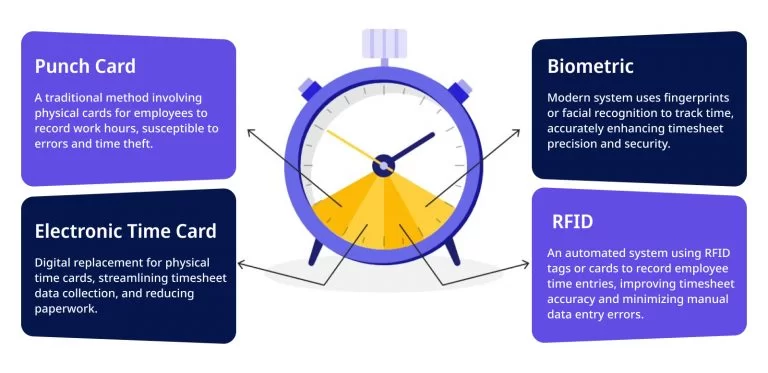 Punch Card
A traditional method involving
physical cards for employees to
record work hours, susceptible to
errors and time theft.
Electronic Time Card
Digital replacement for physical
time cards, streamlining timesheet
data collection, and reducing
paperwork.
Biometric
Modern system uses fingerprints
or facial recognition to track time,
accurately enhancing timesheet
precision and security.
RFID
An automated system using RFID
tags or cards to record employee
time entries, improving timesheet
accuracy and minimizing manual
data entry errors.